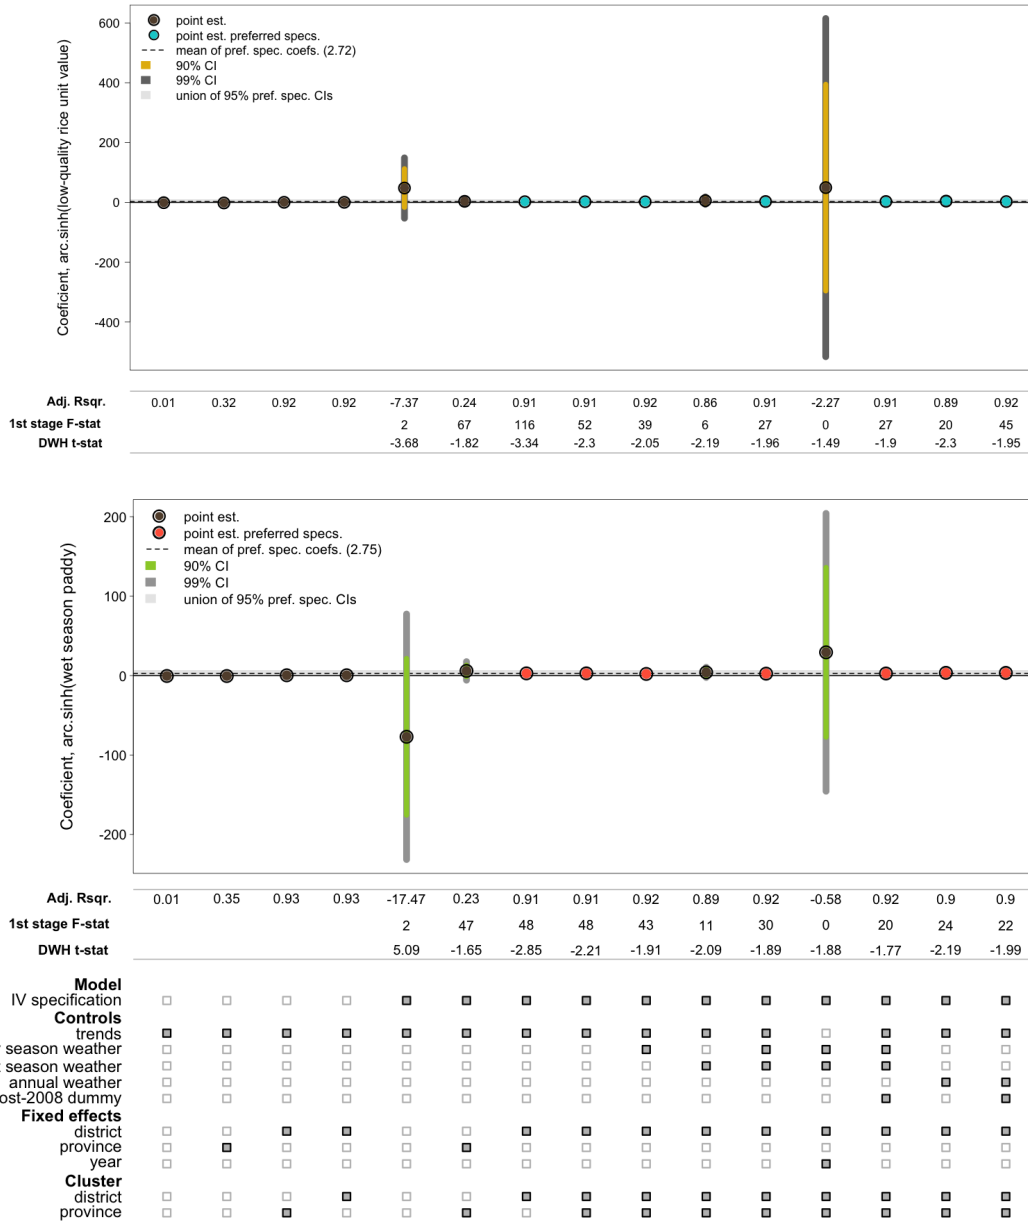 600
400
200
0
-200
-400
Coeficient, arc.sinh(low-quality rice unit value)
point est.
point est. preferred specs.
mean of pref. spec. coefs. (2.72)
90% CI
99% CI
union of 95% pref. spec. CIs
Adj. Rsqr. 0.01 0.32 0.92 0.92 -7.37 0.24 0.91 0.91 0.92 0.86 0.91 -2.27 0.91 0.89 0.92
1st stage F-stat 2 67 116 52 39 6 27 0 27 20 45
DWH t-stat -3.68 -1.82 -3.34 -2.3 -2.05 -2.19 -1.96 -1.49 -1.9 -2.3 -1.95
200
100
0
-100
-200
Coeficient, arc.sinh(wet season paddy)
point est.
point est. preferred specs.
mean of pref. spec. coefs. (2.75)
90% CI
99% CI
union of 95% pref. spec. CIs
Adj. Rsqr. 0.01 0.35 0.93 0.93 -17.47 0.23 0.91 0.91 0.92 0.89 0.92 -0.58 0.92 0.9 0.9
1st stage F-stat 2 47 48 48 43 11 30 0 20 24 22
DWH t-stat 5.09 -1.65 -2.85 -2.21 -1.91 -2.09 -1.89 -1.88 -1.77 -2.19 -1.99
Model
IV specification
Controls
trends
season weather
season weather
annual weather
ost-2008 dummy
Fixed effects
district
province
year
Cluster
district
province